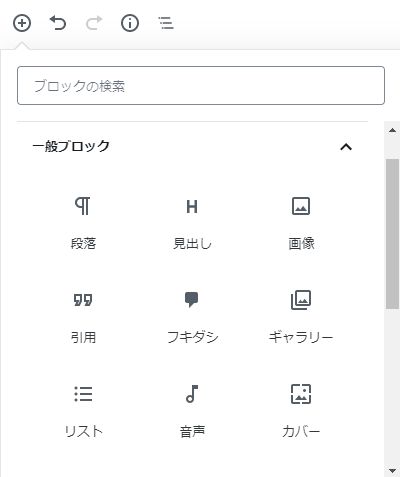 ブロックの検索
一般ブロック
段落 見出し 画像
引用 フキダシ ギャラリー
リスト 音声 カバー